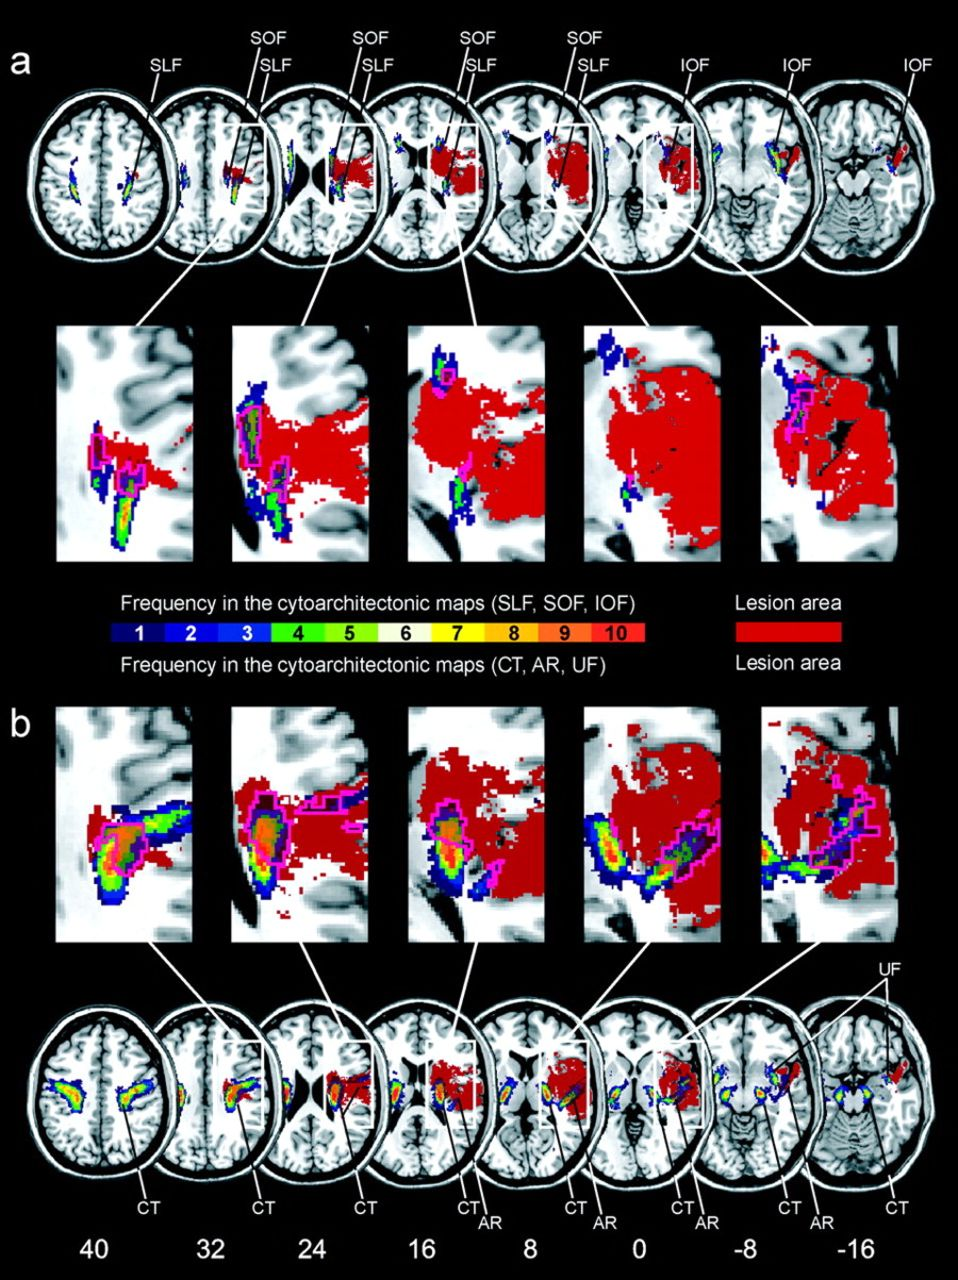 a
SOF SOF SOF SOF
SLF SLF SLF SLF SLF IOF IOF IOF
Frequency in the cytoarchitectonic maps (SLF, SOF, IOF) Lesion area
1 2 3 4 5 6 7 8 9 10
Frequency in the cytoarchitectonic maps (CT, AR, UF) Lesion area
b
UF
CT CT CT CT CT CT CT CT
AR AR AR AR
40 32 24 16 8 0 -8 -16